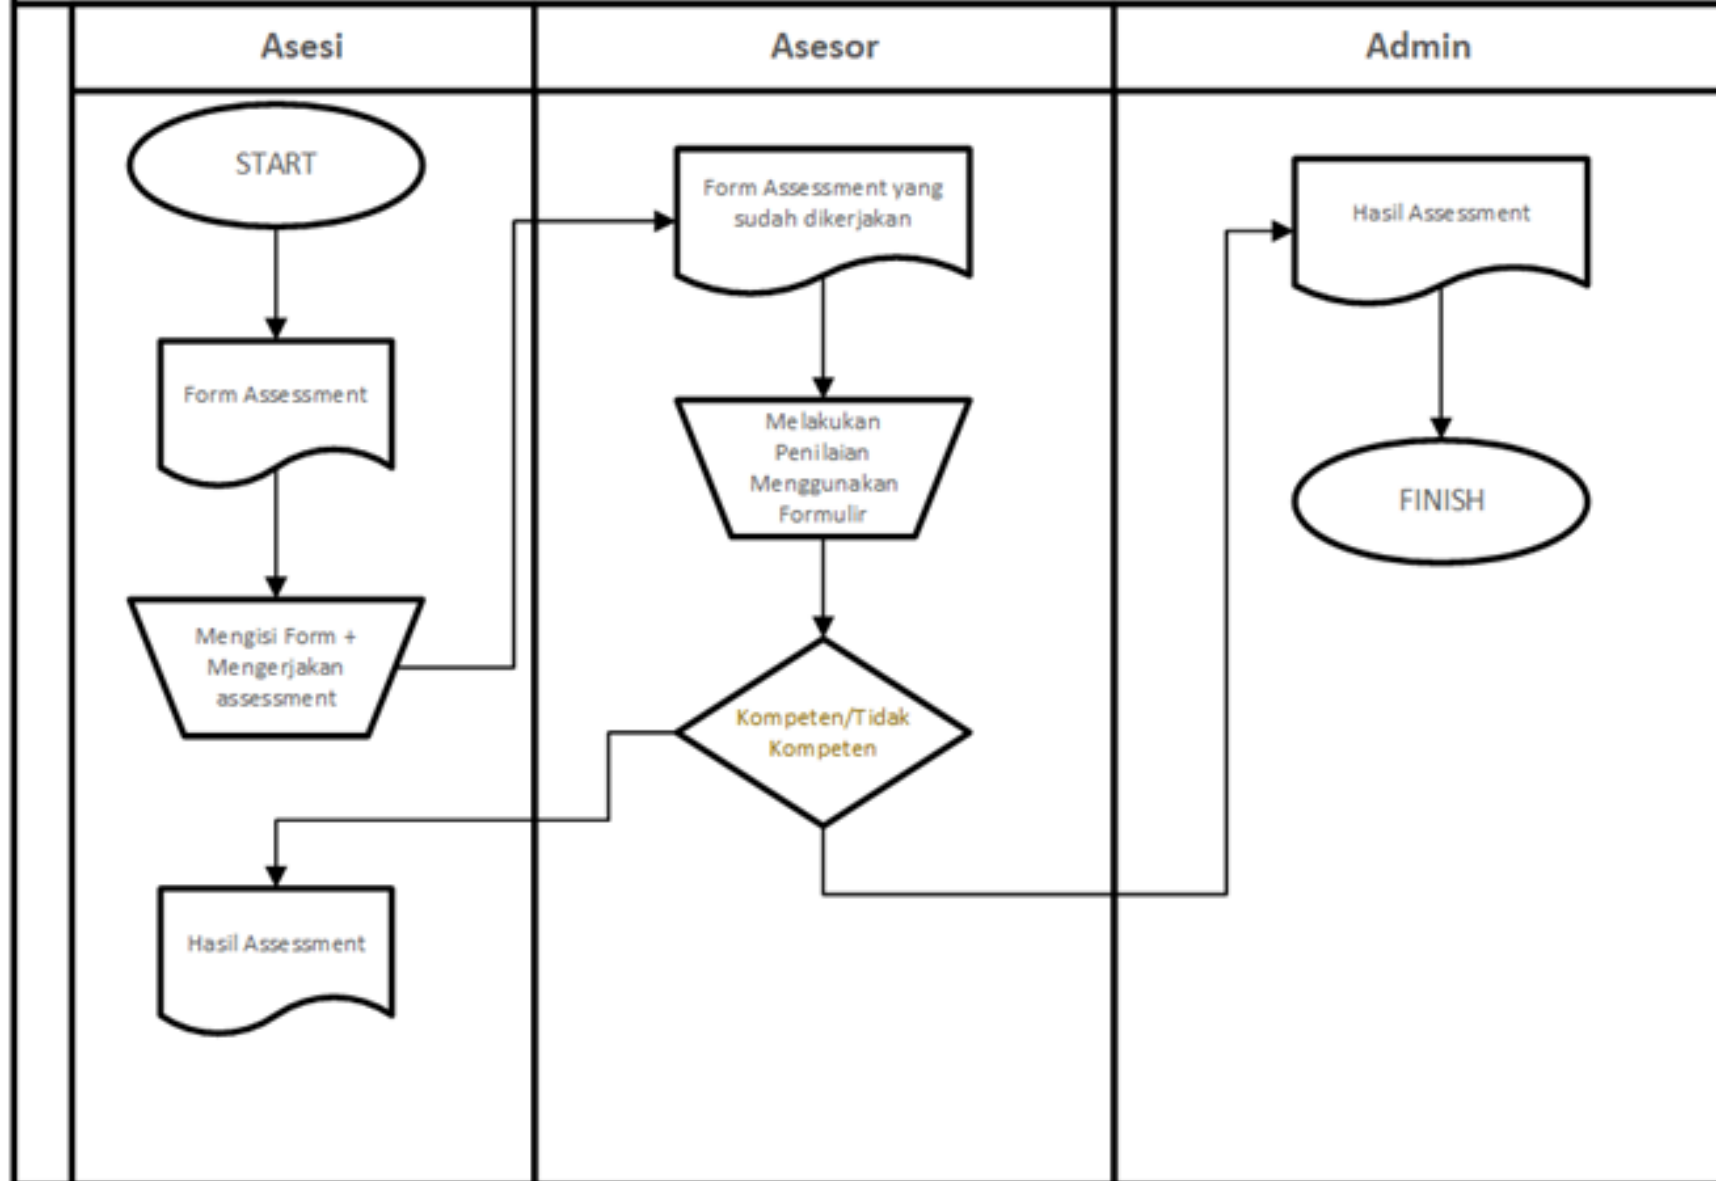 Asesi
Asesor
Admin
START
Form Assessment
Mengisi Form +
Mengerjakan
assessment
Hasil Assessment
Form Assessment yang
sudah dikerjakan
Melakukan
Penilaian
Menggunakan
Formulir
Kompeten/Tidak
Kompeten
Hasil Assessment
FINISH